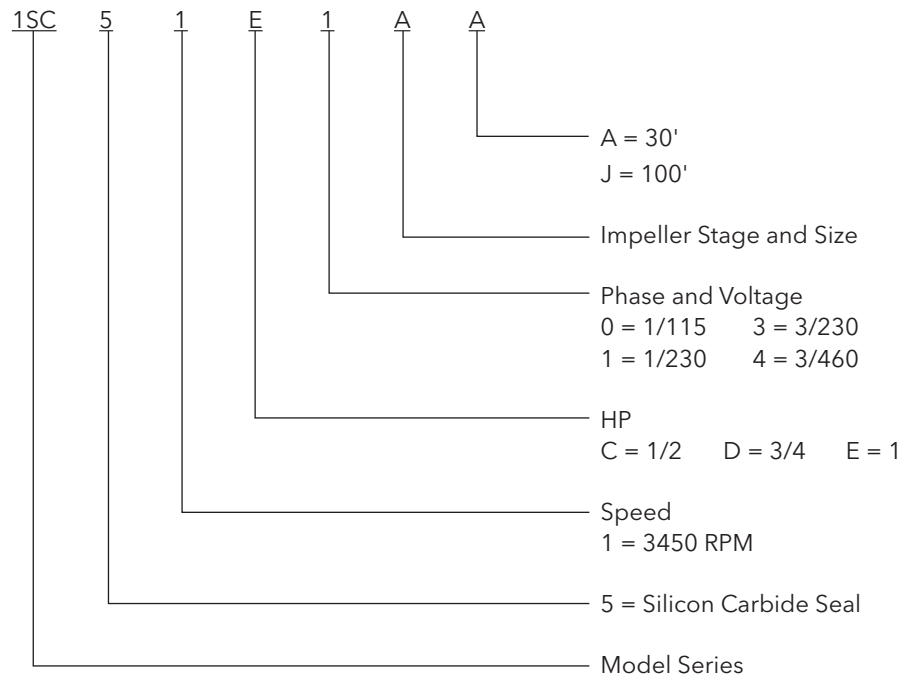 1SC 5 1 E 1 A A
A = 30'
J = 100'
Impeller Stage and Size
Phase and Voltage
0 = 1/115 3 = 3/230
1 = 1/230 4 = 3/460
HP
C = 1/2 D = 3/4 E = 1
Speed
1 = 3450 RPM
5 = Silicon Carbide Seal
Model Series